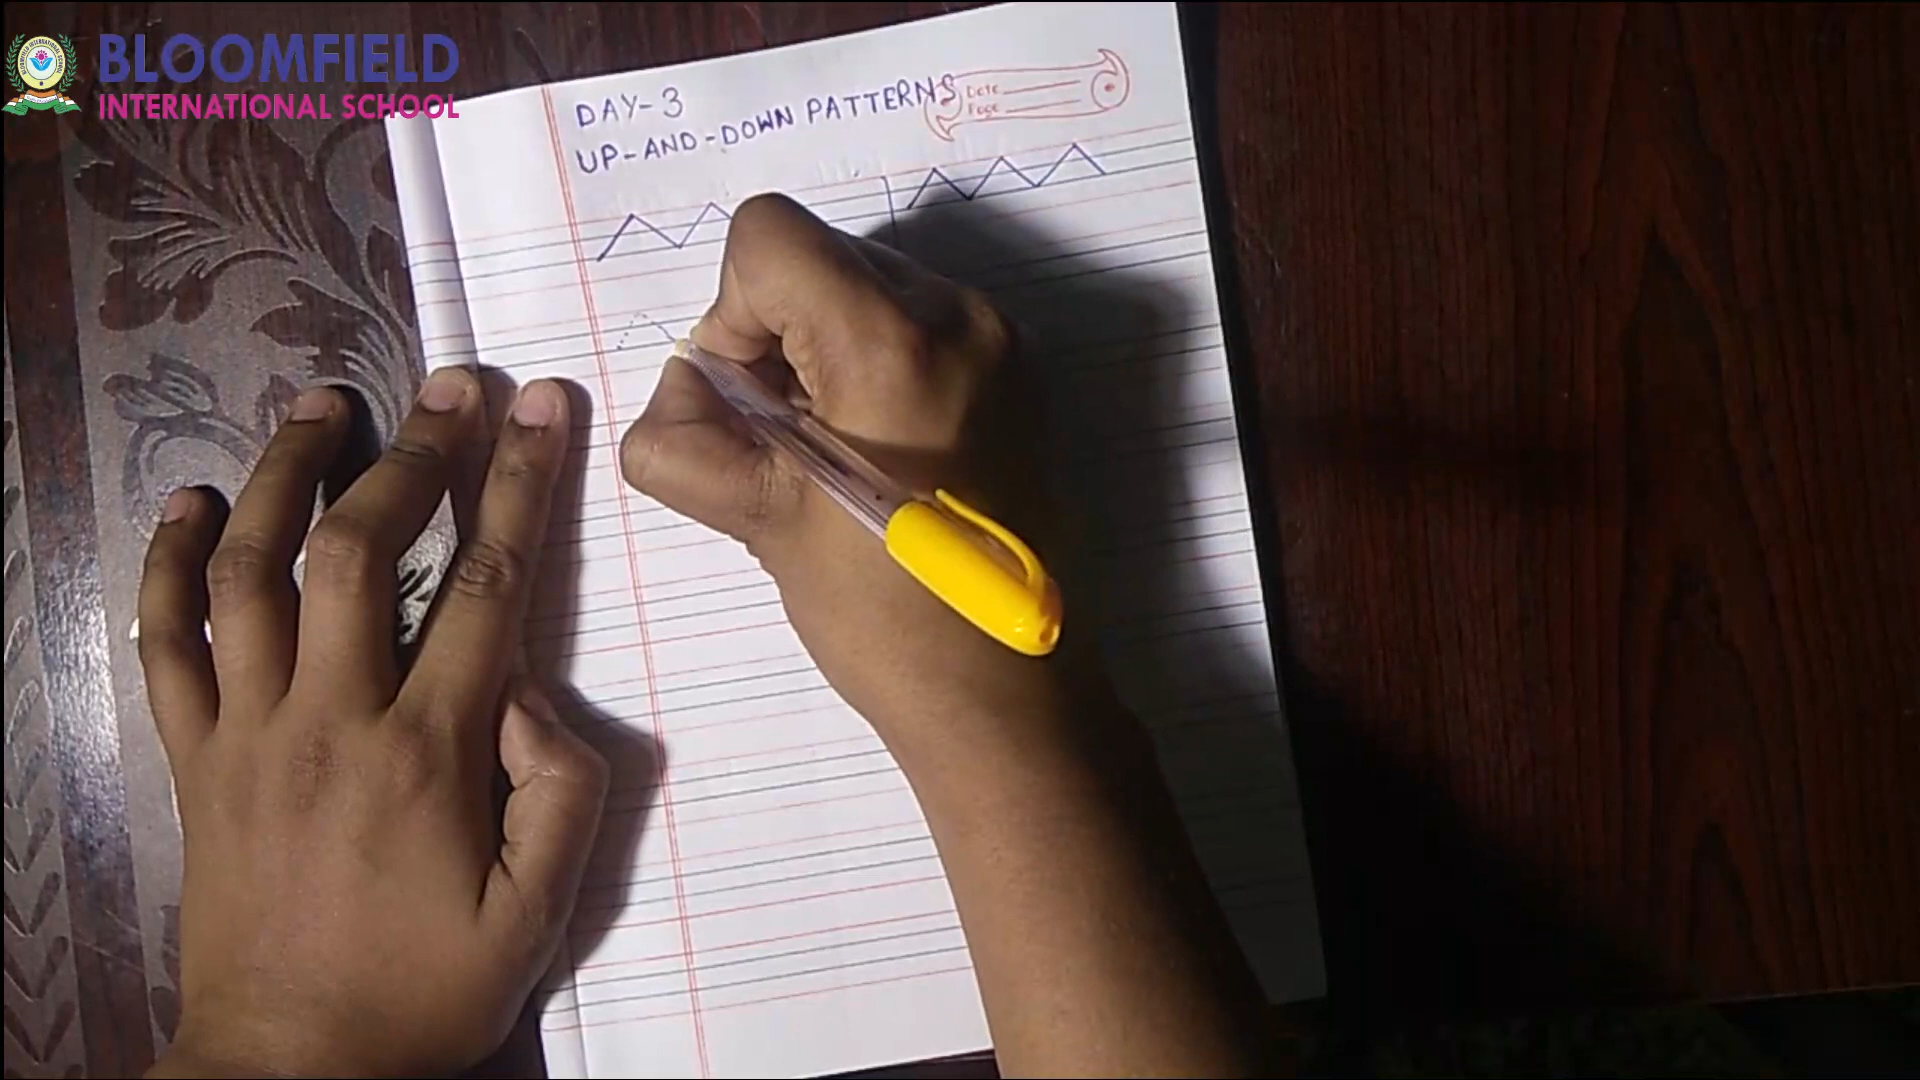 BLOOMFIELD
INTERNATIONAL SCHOOL
DAY-3
UP-AND-DOWN PATTERNS
Date
Page